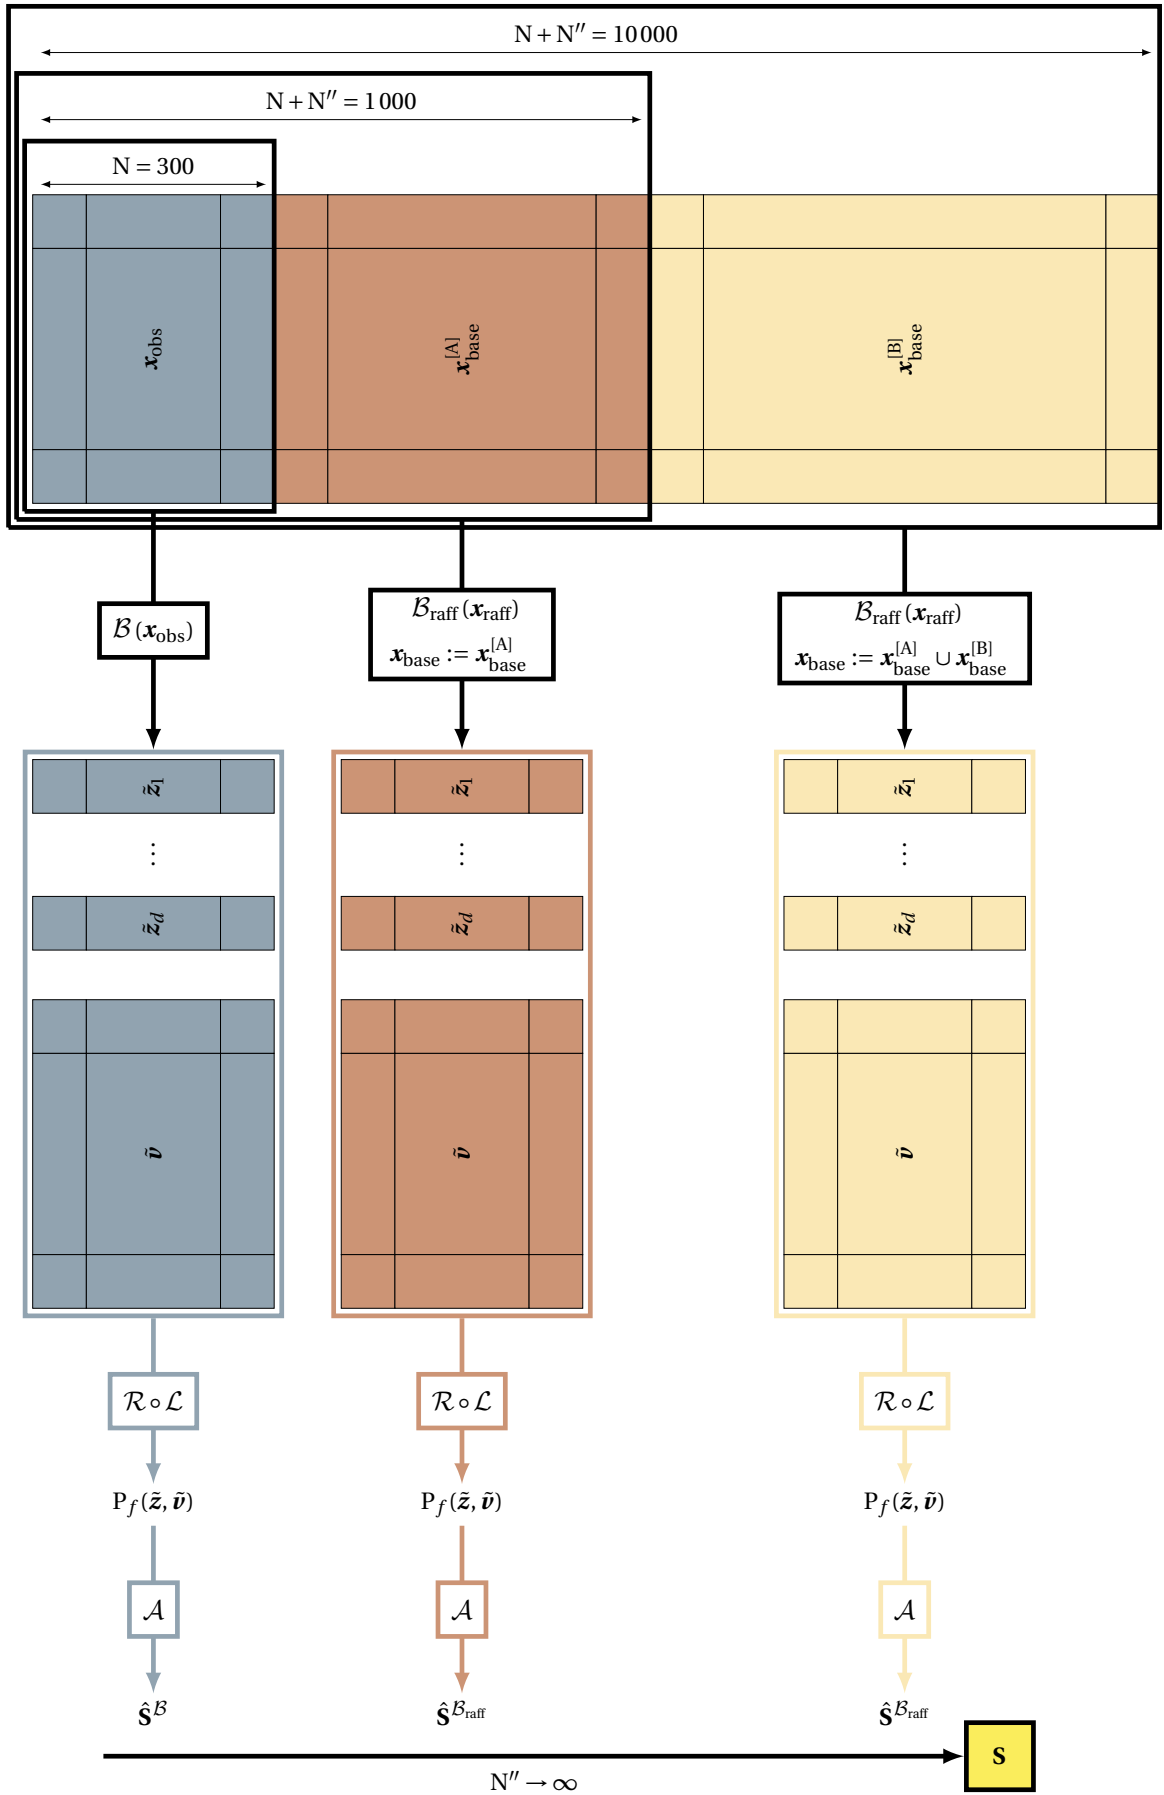 N + N″ = 10 000
N + N″ = 1 000
N = 300
𝒙_obs
𝒙_base^[A]
𝒙_base^[B]
ℬ(𝒙_obs)
ℬ_raff(𝒙_raff)
𝒙_base := 𝒙_base^[A]
ℬ_raff(𝒙_raff)
𝒙_base := 𝒙_base^[A] ∪ 𝒙_base^[B]
𝒛̃_1
𝒛̃_1
𝒛̃_1
⋮
⋮
⋮
𝒛̃_d
𝒛̃_d
𝒛̃_d
𝒗̃
𝒗̃
𝒗̃
ℛ ∘ ℒ
ℛ ∘ ℒ
ℛ ∘ ℒ
P_f(𝒛̃, 𝒗̃)
P_f(𝒛̃, 𝒗̃)
P_f(𝒛̃, 𝒗̃)
𝒜
𝒜
𝒜
Ŝ^ℬ
Ŝ^ℬ_raff
Ŝ^ℬ_raff
S
N″ → ∞